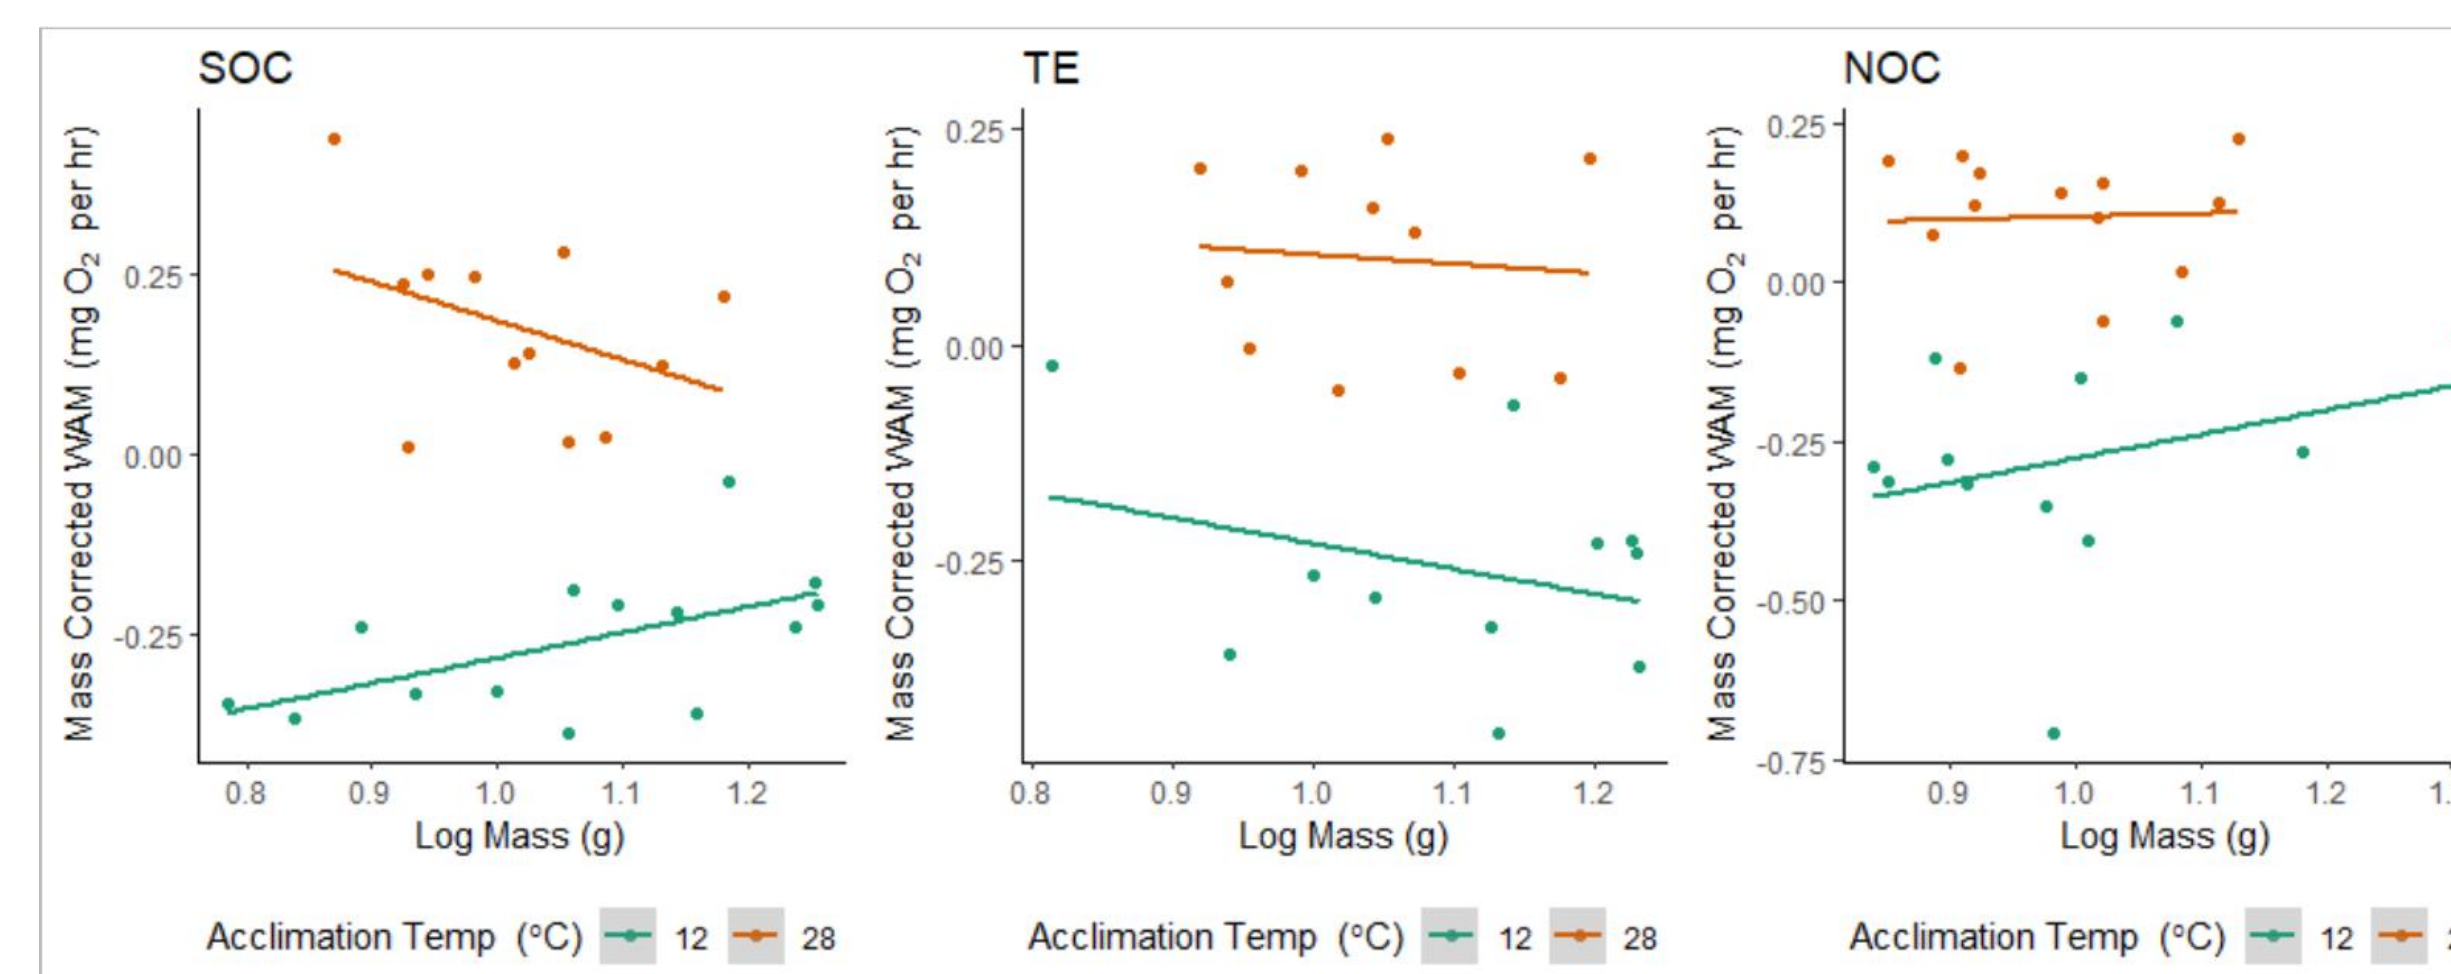 SOC
Mass Corrected WAM (mg O2 per hr)
0.25
0.00
-0.25
0.8 0.9 1.0 1.1 1.2
Log Mass (g)
Acclimation Temp (°C) 12 28
TE
Mass Corrected WAM (mg O2 per hr)
0.25
0.00
-0.25
0.8 0.9 1.0 1.1 1.2
Log Mass (g)
Acclimation Temp (°C) 12 28
NOC
Mass Corrected WAM (mg O2 per hr)
0.25
0.00
-0.25
-0.50
-0.75
0.9 1.0 1.1 1.2
Log Mass (g)
Acclimation Temp (°C) 12